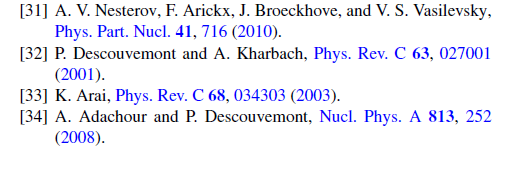 [31] A. V. Nesterov, F. Arickx, J. Broeckhove, and V. S. Vasilevsky,
Phys. Part. Nucl. 41, 716 (2010).
[32] P. Descouvemont and A. Kharbach, Phys. Rev. C 63, 027001
(2001).
[33] K. Arai, Phys. Rev. C 68, 034303 (2003).
[34] A. Adachour and P. Descouvemont, Nucl. Phys. A 813, 252
(2008).